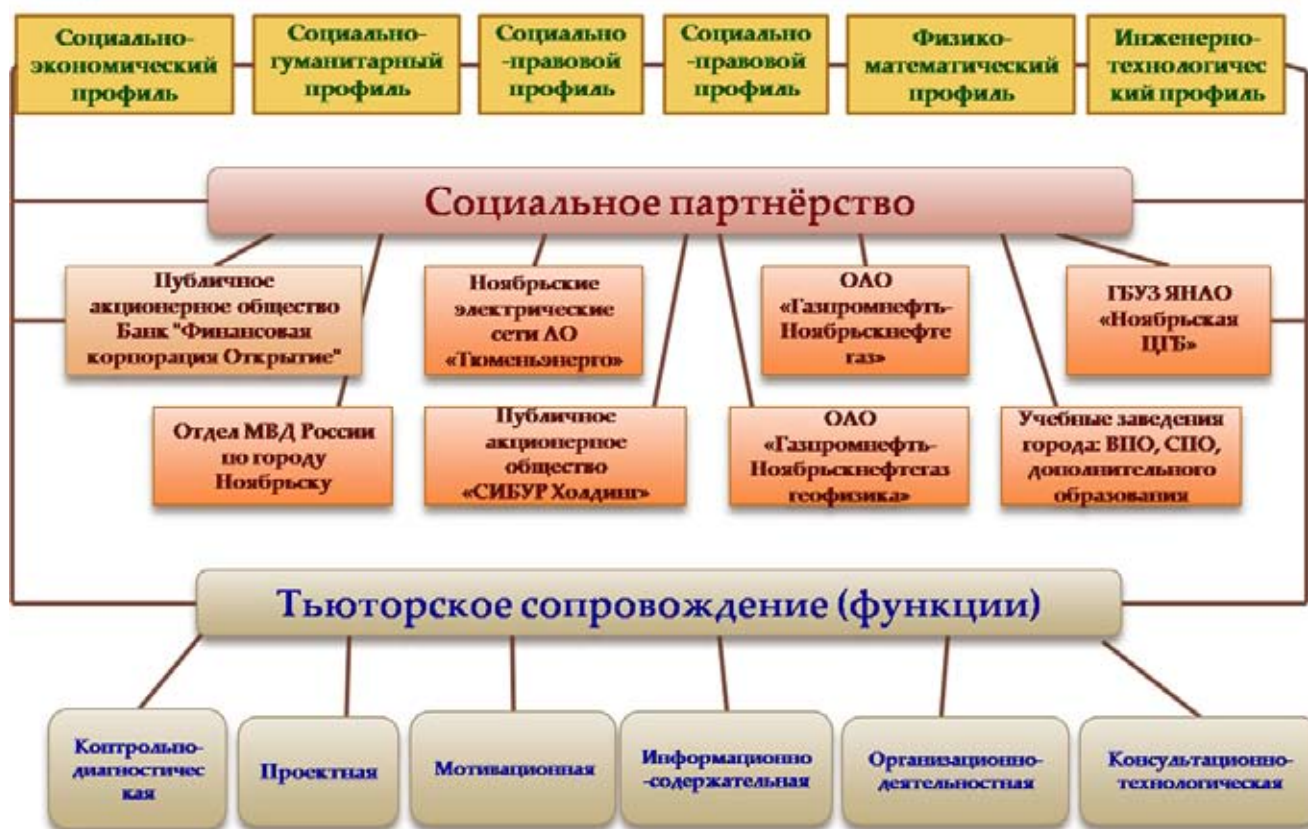 Социально-
экономический
профиль
Социально-
гуманитарный
профиль
Социально
-правовой
профиль
Социально
-правовой
профиль
Физико-
математический
профиль
Инженерно-
технологичес
кий профиль
Социальное партнёрство
Публичное
акционерное общество
Банк "Финансовая
корпорация Открытие"
Ноябрьские
электрические
сети АО
«Тюменьэнерго»
ОАО
«Газпромнефть-
Ноябрьскнефте
газ»
ГБУЗ ЯНАО
«Ноябрьская
ЦГБ»
Отдел МВД России
по городу
Ноябрьску
Публичное
акционерное
общество
«СИБУР Холдинг»
ОАО
«Газпромнефть-
Ноябрьскнефтегаз
геофизика»
Учебные заведения
города: ВПО, СПО,
дополнительного
образования
Тьюторское сопровождение (функции)
Контрольно-
диагностичес
кая
Проектная
Мотивационная
Информационно
-содержательная
Организационно-
деятельностная
Консультационно-
технологическая